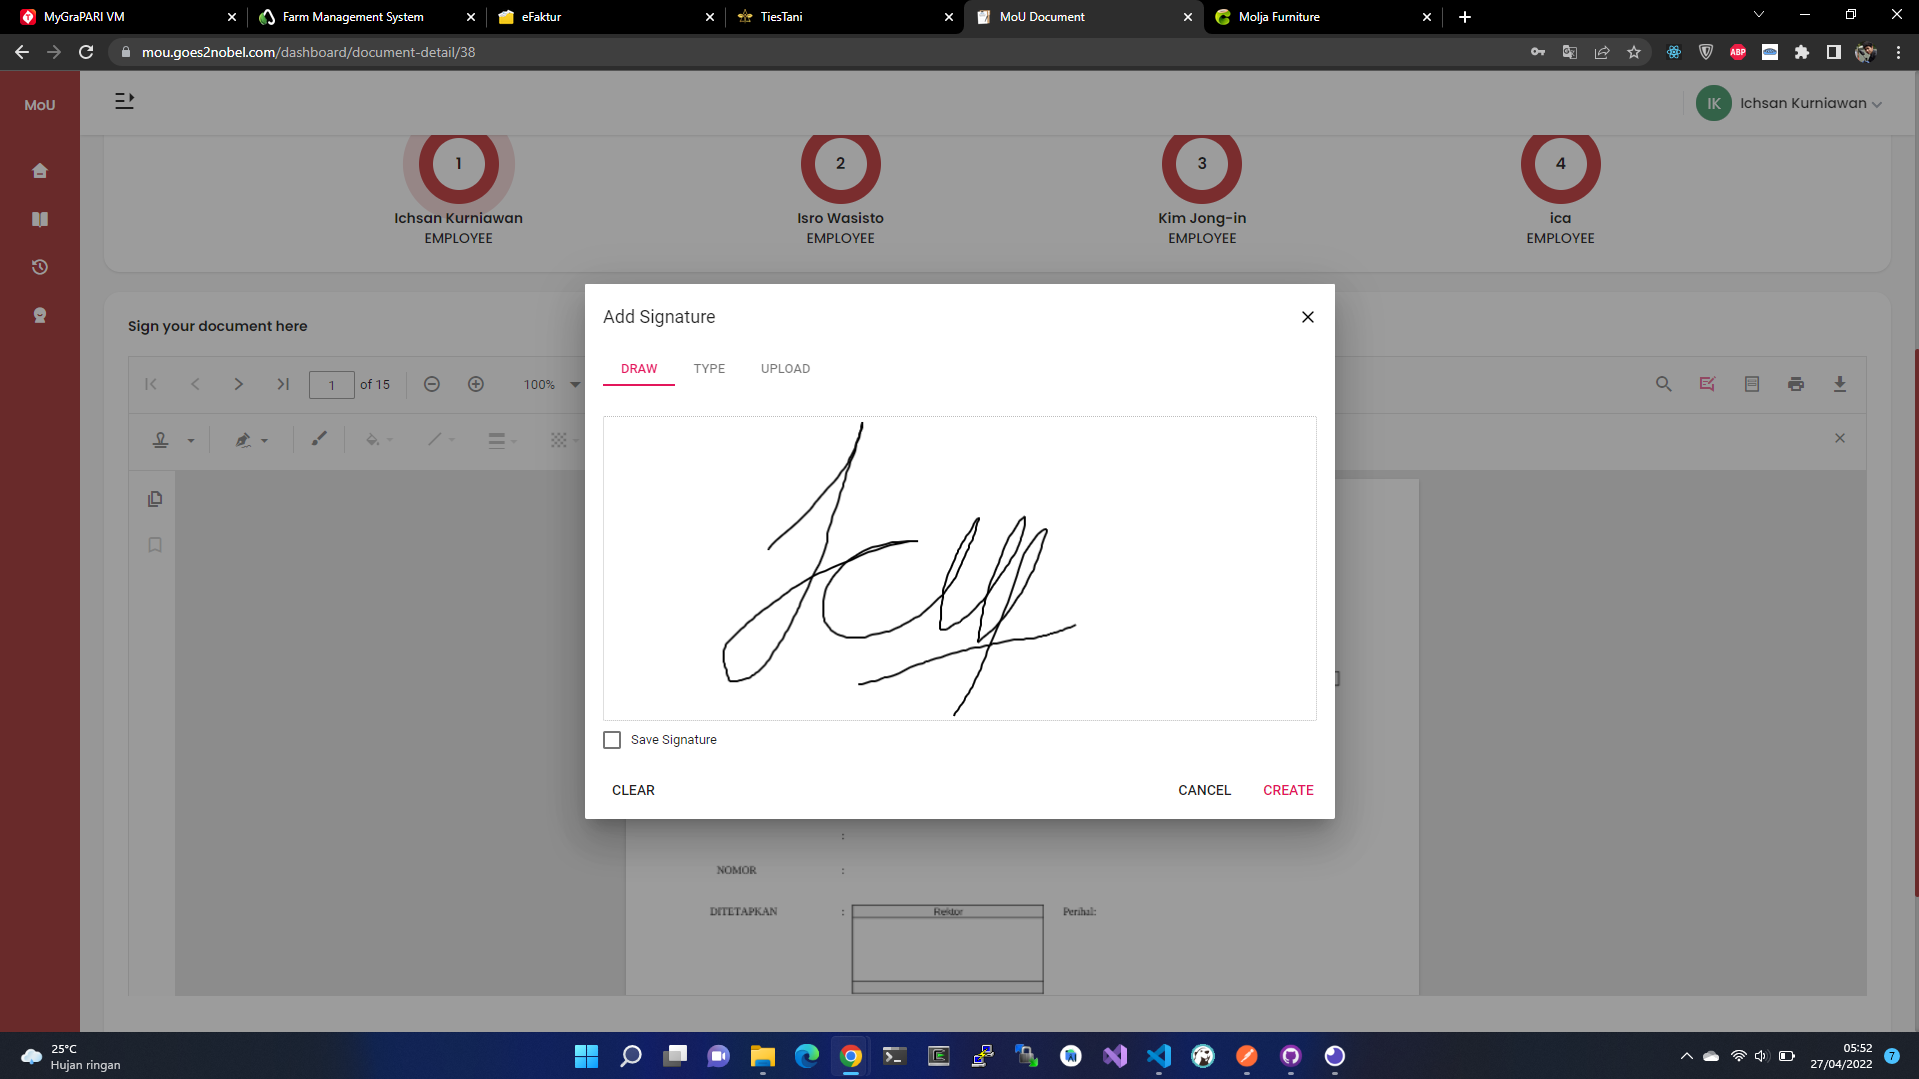 MyGraPARI VM
Farm Management System
eFaktur
TiesTani
MoU Document
Molja Furniture
mou.goes2nobel.com/dashboard/document-detail/38
ABP
MoU
IK
Ichsan Kurniawan
1
2
3
4
Ichsan Kurniawan
Isro Wasisto
Kim Jong-in
ica
EMPLOYEE
EMPLOYEE
EMPLOYEE
EMPLOYEE
Sign your document here
1 of 15
100%
Add Signature
DRAW
TYPE
UPLOAD
Save Signature
CLEAR
CANCEL
CREATE
:
NOMOR :
DITETAPKAN : Rektor Perihal:
25°C
Hujan ringan
05:52
27/04/2022
7